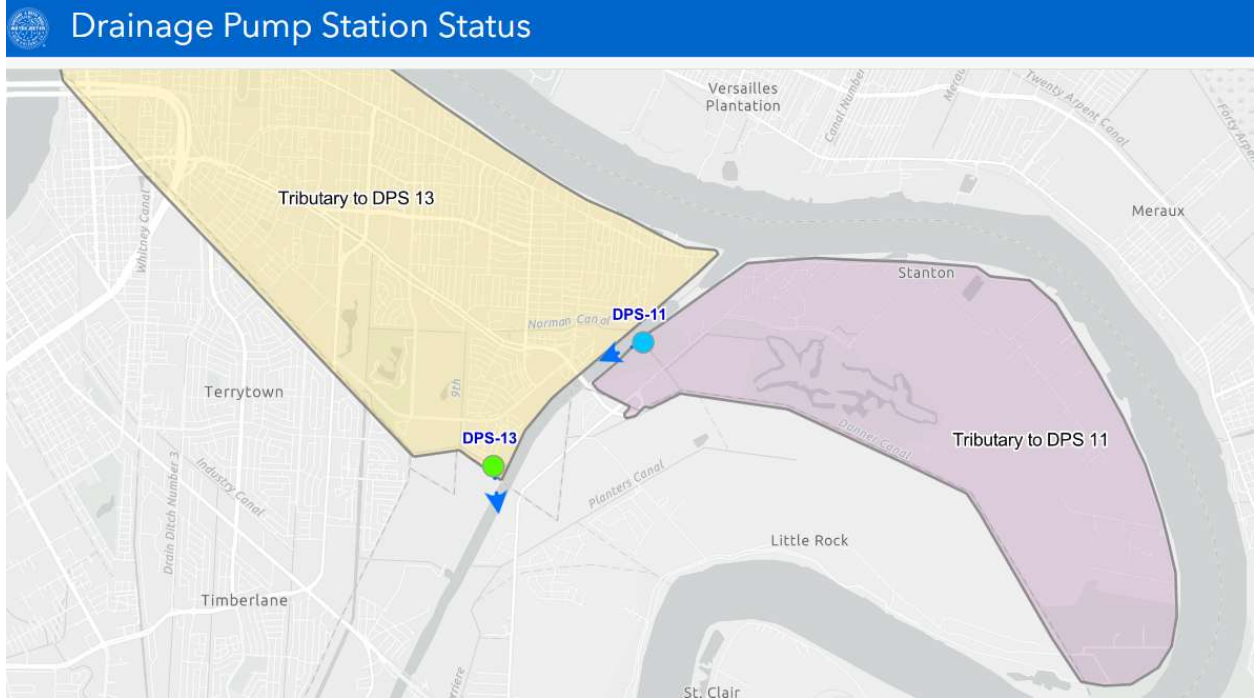 Drainage Pump Station Status
Versailles
Plantation
Canal Number
Twenty Arpent Canal
Meraux
Whitney Canal
Tributary to DPS 13
Stanton
DPS-11
Norman Canal
Terrytown
9th
DPS-13
Danner Canal
Tributary to DPS 11
Industry Canal
Planters Canal
Drain Ditch Number 3
Little Rock
Timberlane
St. Clair